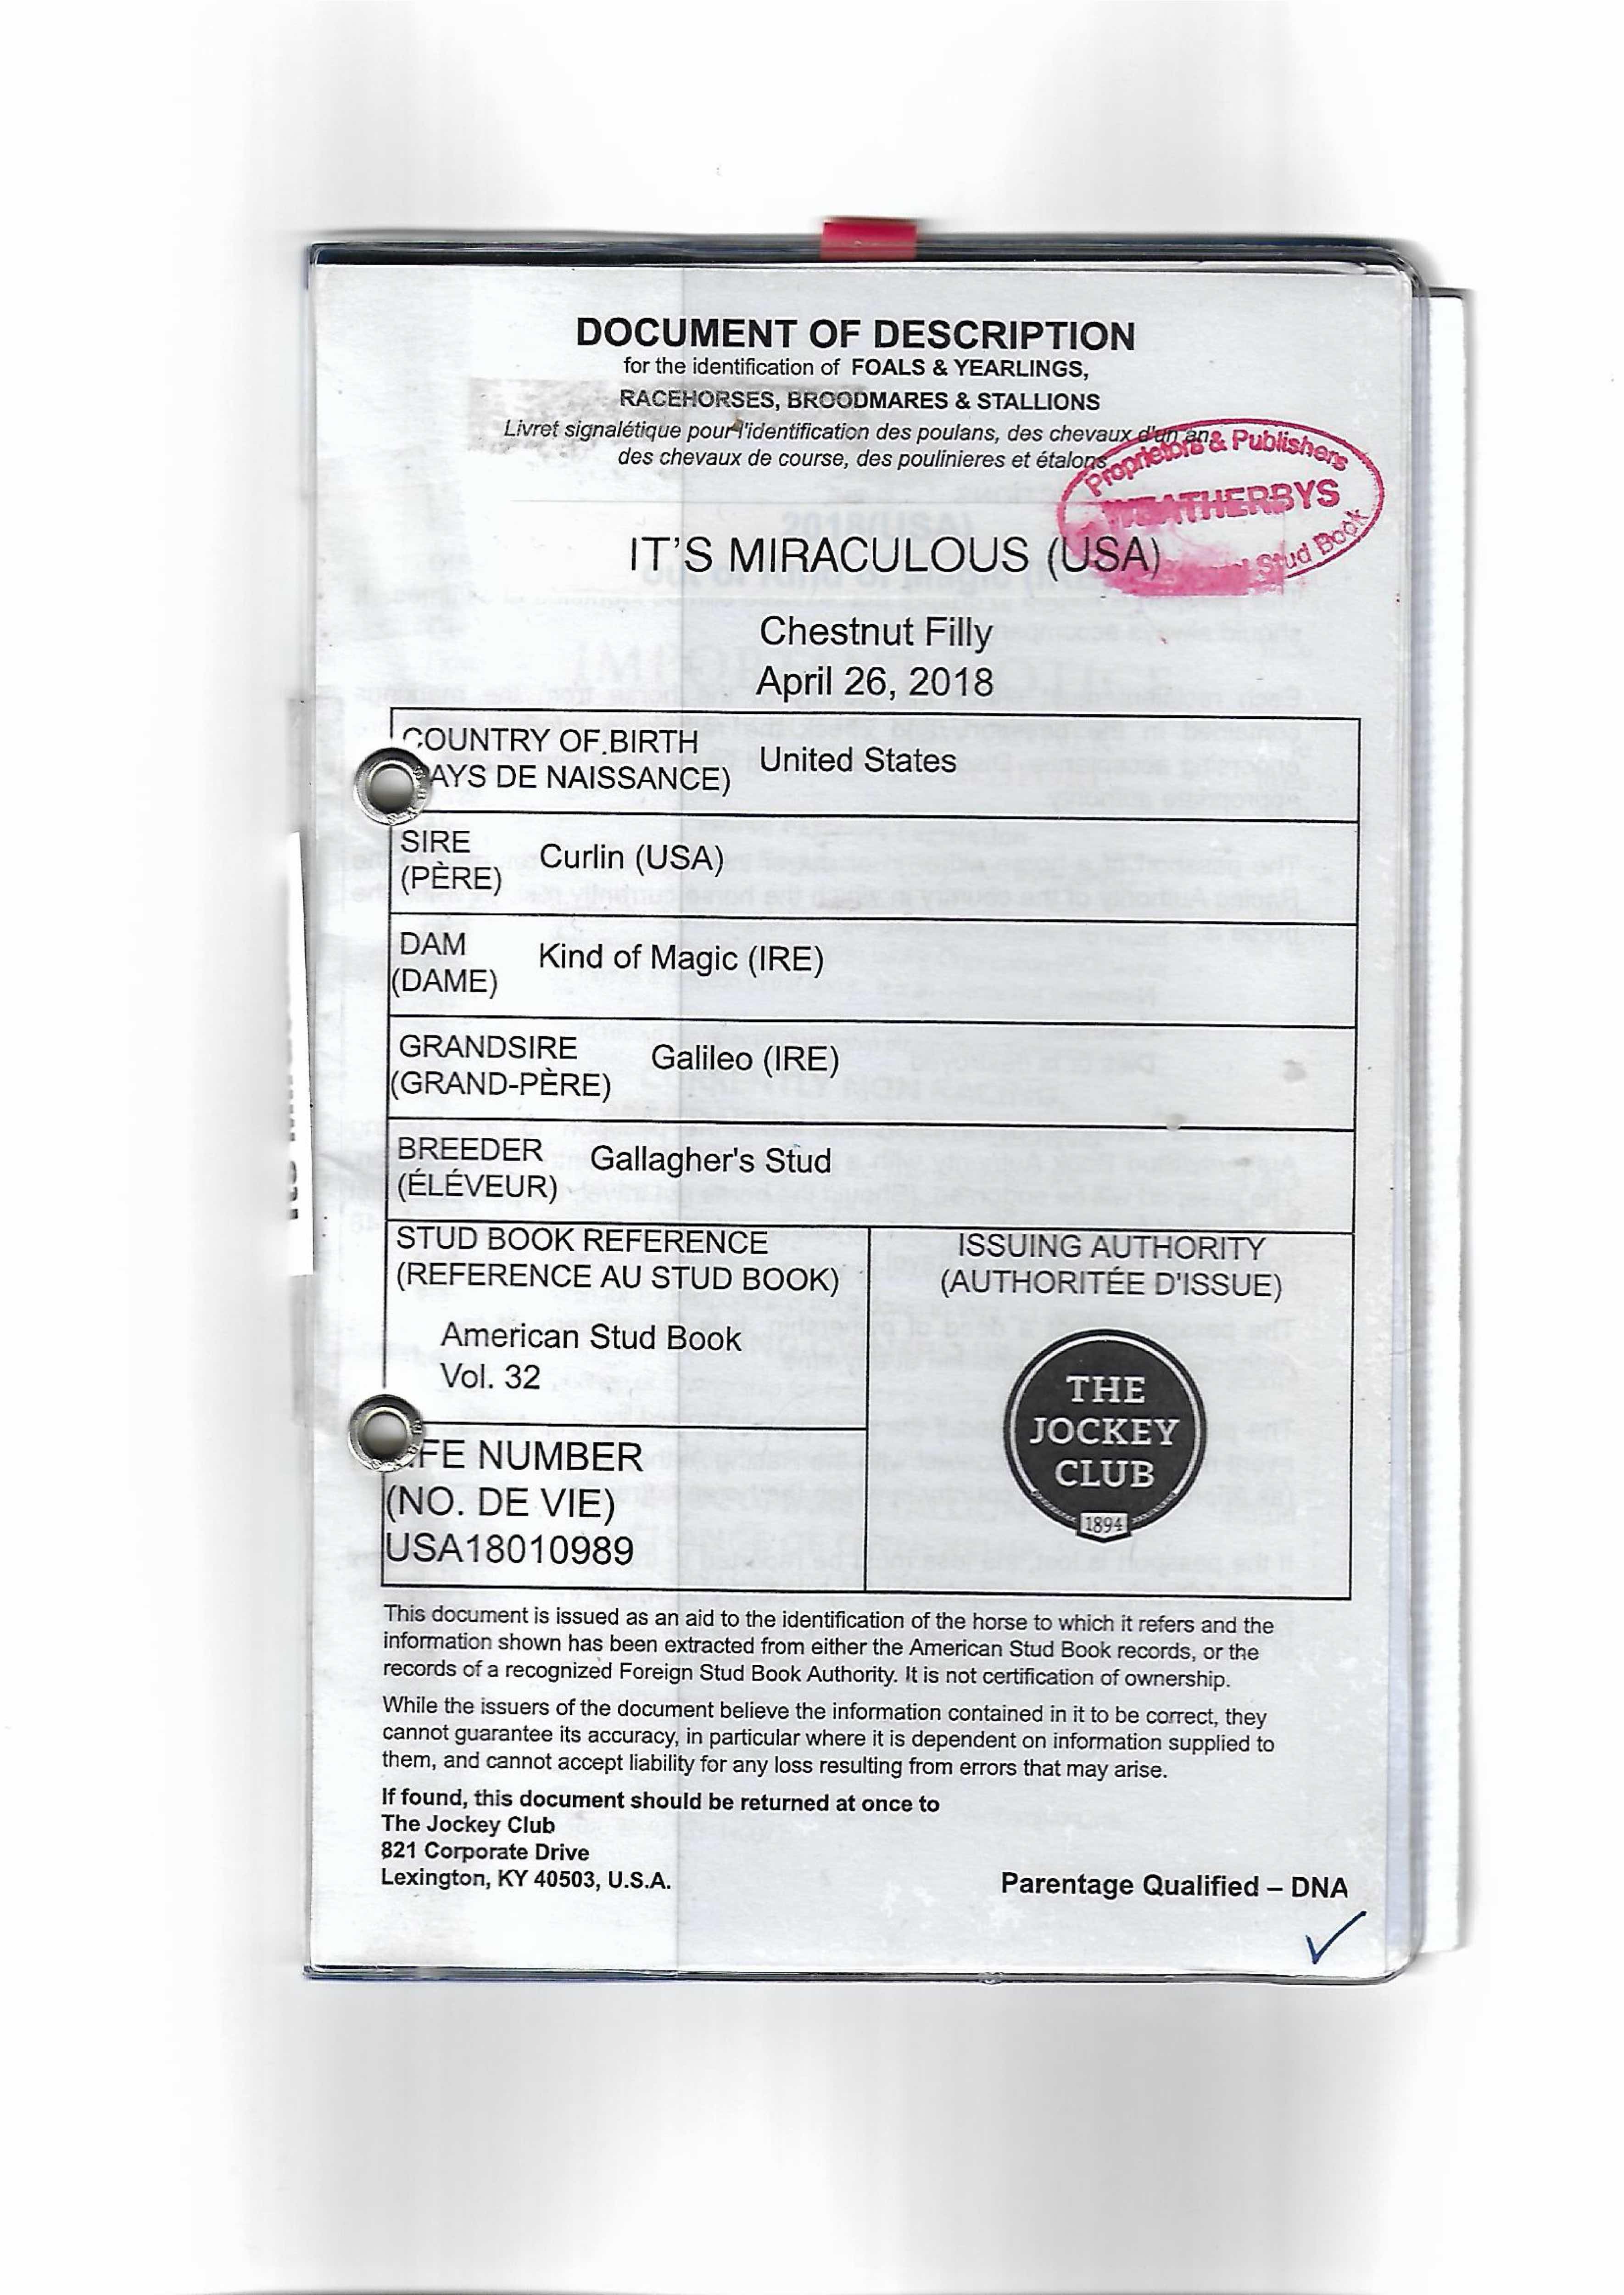 DOCUMENT OF DESCRIPTION
for the identification of FOALS & YEARLINGS,
RACEHORSES, BROODMARES & STALLIONS
Livret signalétique pour l'identification des poulans, des chevaux d'un an
des chevaux de course, des poulinieres et étalons
Proprietors & Publishers
WEATHERBYS
Stud Book
IT'S MIRACULOUS (USA)
Chestnut Filly
April 26, 2018
COUNTRY OF BIRTH
AYS DE NAISSANCE)
United States
SIRE
(PÈRE)
Curlin (USA)
DAM
(DAME)
Kind of Magic (IRE)
GRANDSIRE
(GRAND-PÈRE)
Galileo (IRE)
BREEDER
(ÉLÉVEUR)
Gallagher's Stud
STUD BOOK REFERENCE
(REFERENCE AU STUD BOOK)
American Stud Book
Vol. 32
ISSUING AUTHORITY
(AUTHORITÉE D'ISSUE)
THE
JOCKEY
CLUB
1894
FE NUMBER
(NO. DE VIE)
USA18010989
This document is issued as an aid to the identification of the horse to which it refers and the
information shown has been extracted from either the American Stud Book records, or the
records of a recognized Foreign Stud Book Authority. It is not certification of ownership.
While the issuers of the document believe the information contained in it to be correct, they
cannot guarantee its accuracy, in particular where it is dependent on information supplied to
them, and cannot accept liability for any loss resulting from errors that may arise.
If found, this document should be returned at once to
The Jockey Club
821 Corporate Drive
Lexington, KY 40503, U.S.A.
Parentage Qualified – DNA